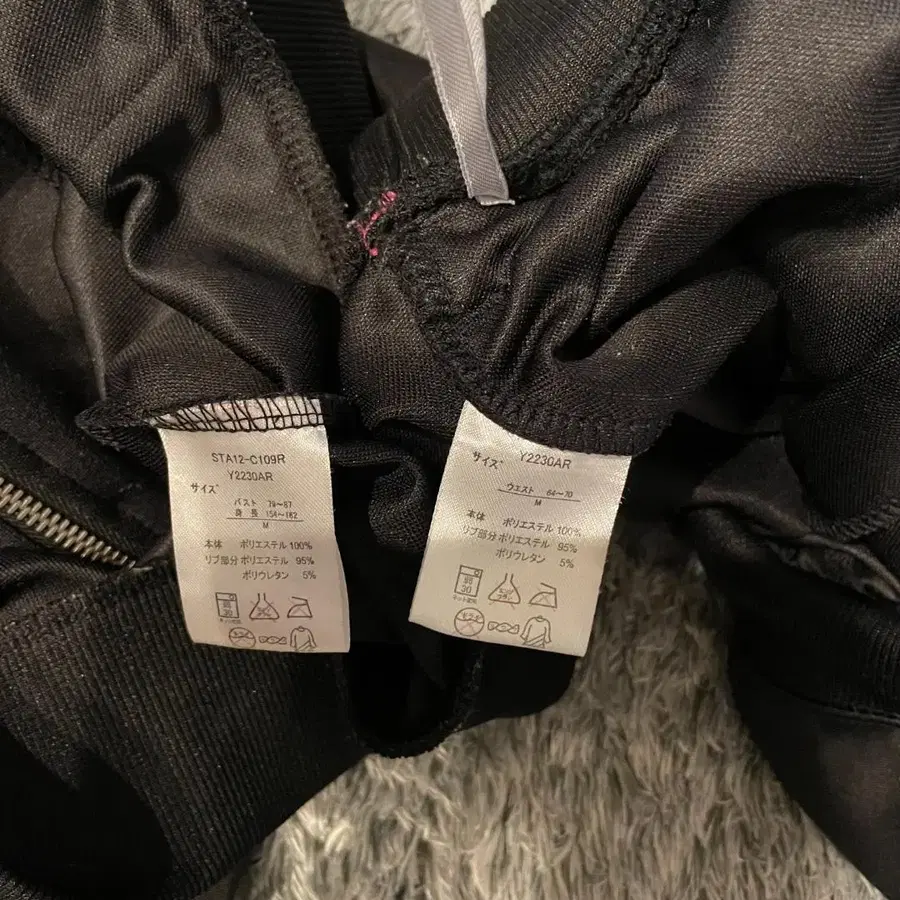 STA12-C109R
Y2230AR
サイズ
バスト 79~87
身長 154~162
M
本体 ポリエステル 100%
リブ部分 ポリエステル 95%
ポリウレタン 5%
弱
30
Y2230AR
サイズ
ウエスト 64~70
M
本体 ポリエステル 100%
リブ部分 ポリエステル 95%
ポリウレタン 5%
弱
30